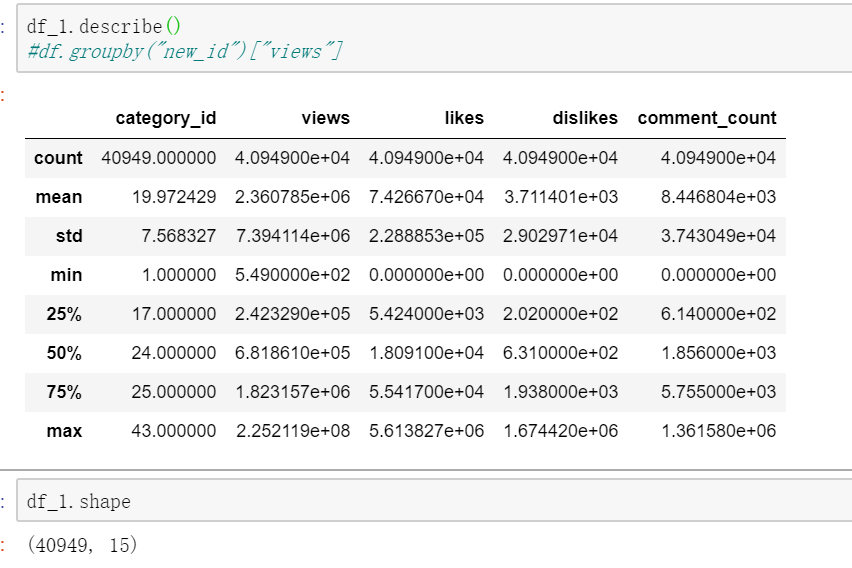 : df_1.describe()
#df.groupby("new_id")["views"]
:
category_id views likes dislikes comment_count
count 40949.000000 4.094900e+04 4.094900e+04 4.094900e+04 4.094900e+04
mean 19.972429 2.360785e+06 7.426670e+04 3.711401e+03 8.446804e+03
std 7.568327 7.394114e+06 2.288853e+05 2.902971e+04 3.743049e+04
min 1.000000 5.490000e+02 0.000000e+00 0.000000e+00 0.000000e+00
25% 17.000000 2.423290e+05 5.424000e+03 2.020000e+02 6.140000e+02
50% 24.000000 6.818610e+05 1.809100e+04 6.310000e+02 1.856000e+03
75% 25.000000 1.823157e+06 5.541700e+04 1.938000e+03 5.755000e+03
max 43.000000 2.252119e+08 5.613827e+06 1.674420e+06 1.361580e+06
: df_1.shape
: (40949, 15)